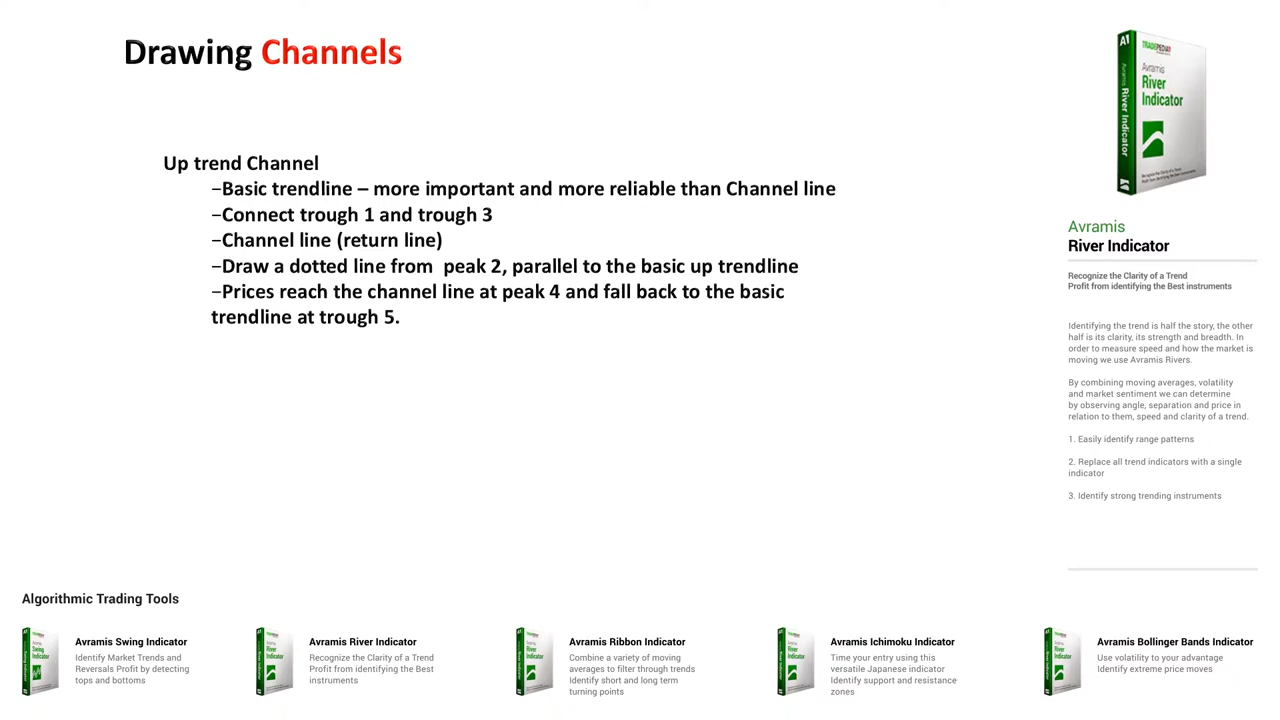 Drawing Channels
Up trend Channel
–Basic trendline – more important and more reliable than Channel line
–Connect trough 1 and trough 3
–Channel line (return line)
–Draw a dotted line from  peak 2, parallel to the basic up trendline
–Prices reach the channel line at peak 4 and fall back to the basic
trendline at trough 5.
A1
TRADEPEDIA
Avramis
River
Indicator
Avramis River Indicator
Avramis
River Indicator
Recognize the Clarity of a Trend
Profit from identifying the Best instruments
Identifying the trend is half the story, the other
half is its clarity, its strength and breadth. In
order to measure speed and how the market is
moving we use Avramis Rivers.
By combining moving averages, volatility
and market sentiment we can determine
by observing angle, separation and price in
relation to them, speed and clarity of a trend.
1. Easily identify range patterns
2. Replace all trend indicators with a single
indicator
3. Identify strong trending instruments
Algorithmic Trading Tools
Avramis Swing Indicator
Identify Market Trends and
Reversals Profit by detecting
tops and bottoms
Avramis River Indicator
Recognize the Clarity of a Trend
Profit from identifying the Best
instruments
Avramis Ribbon Indicator
Combine a variety of moving
averages to filter through trends
Identify short and long term
turning points
Avramis Ichimoku Indicator
Time your entry using this
versatile Japanese indicator
Identify support and resistance
zones
Avramis Bollinger Bands Indicator
Use volatility to your advantage
Identify extreme price moves